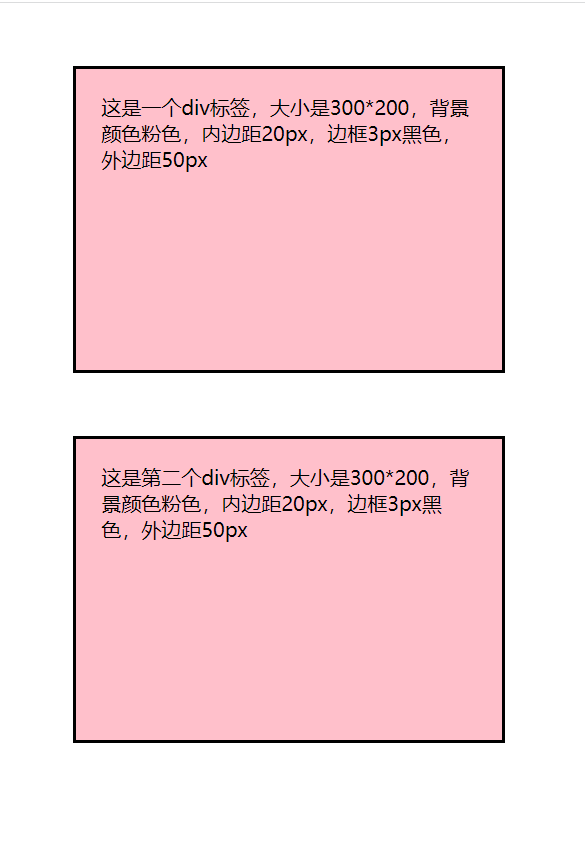 这是一个div标签，大小是300*200，背景
颜色粉色，内边距20px，边框3px黑色，
外边距50px
这是第二个div标签，大小是300*200，背
景颜色粉色，内边距20px，边框3px黑
色，外边距50px